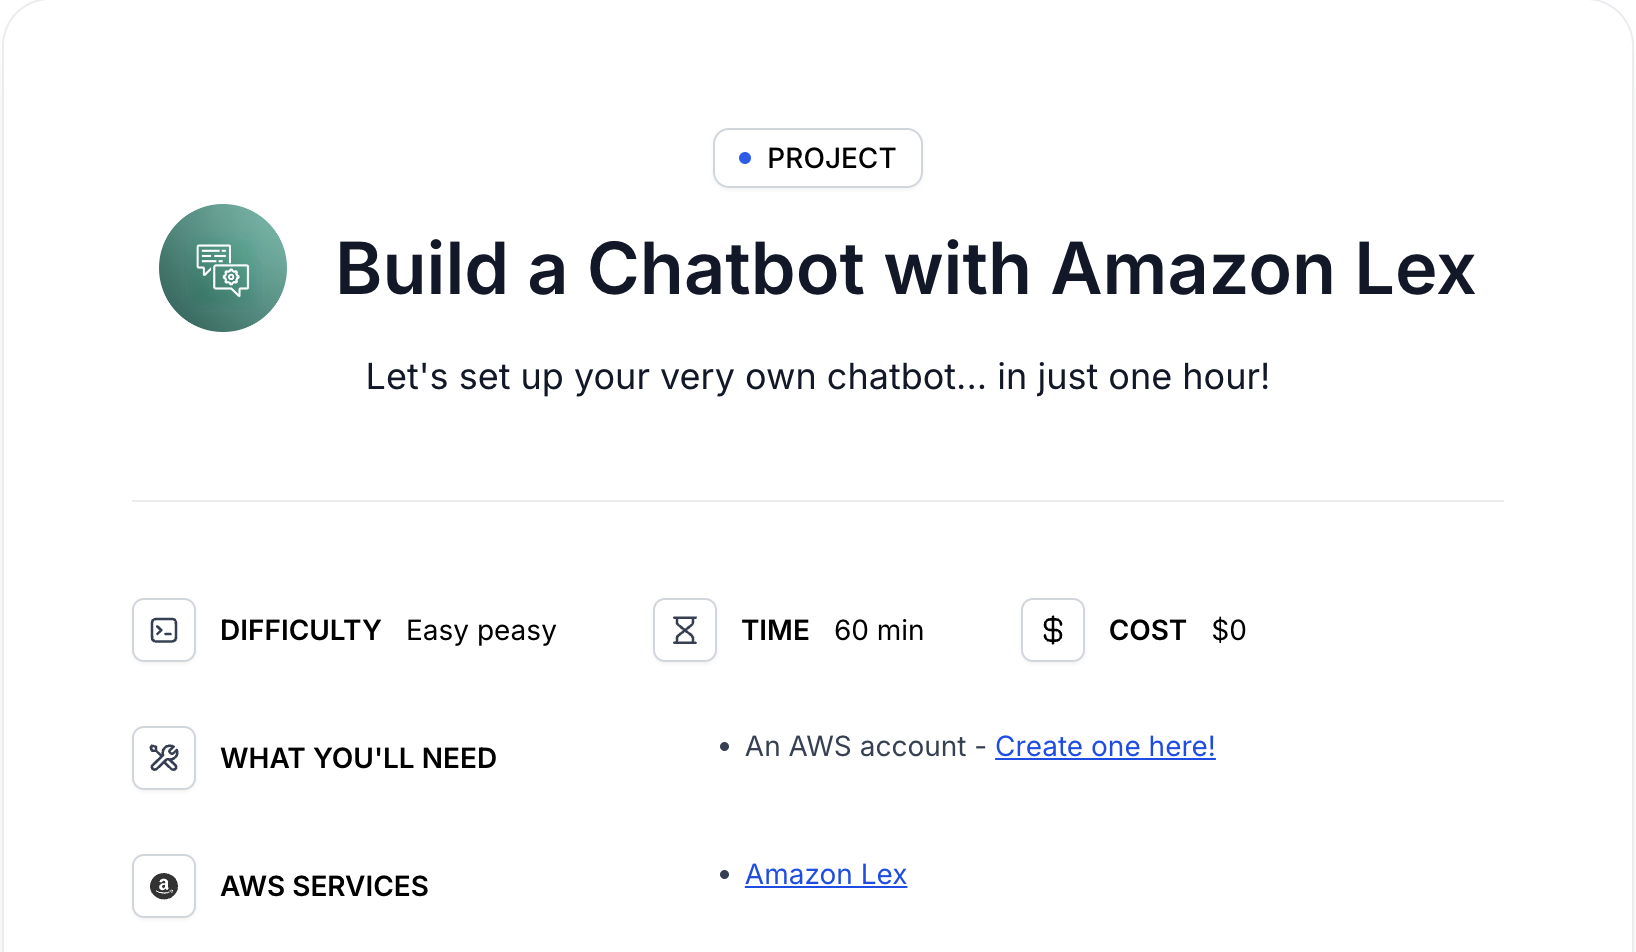 PROJECT
Build a Chatbot with Amazon Lex
Let's set up your very own chatbot... in just one hour!
DIFFICULTY Easy peasy
TIME 60 min
COST $0
WHAT YOU'LL NEED
• An AWS account - Create one here!
AWS SERVICES
• Amazon Lex